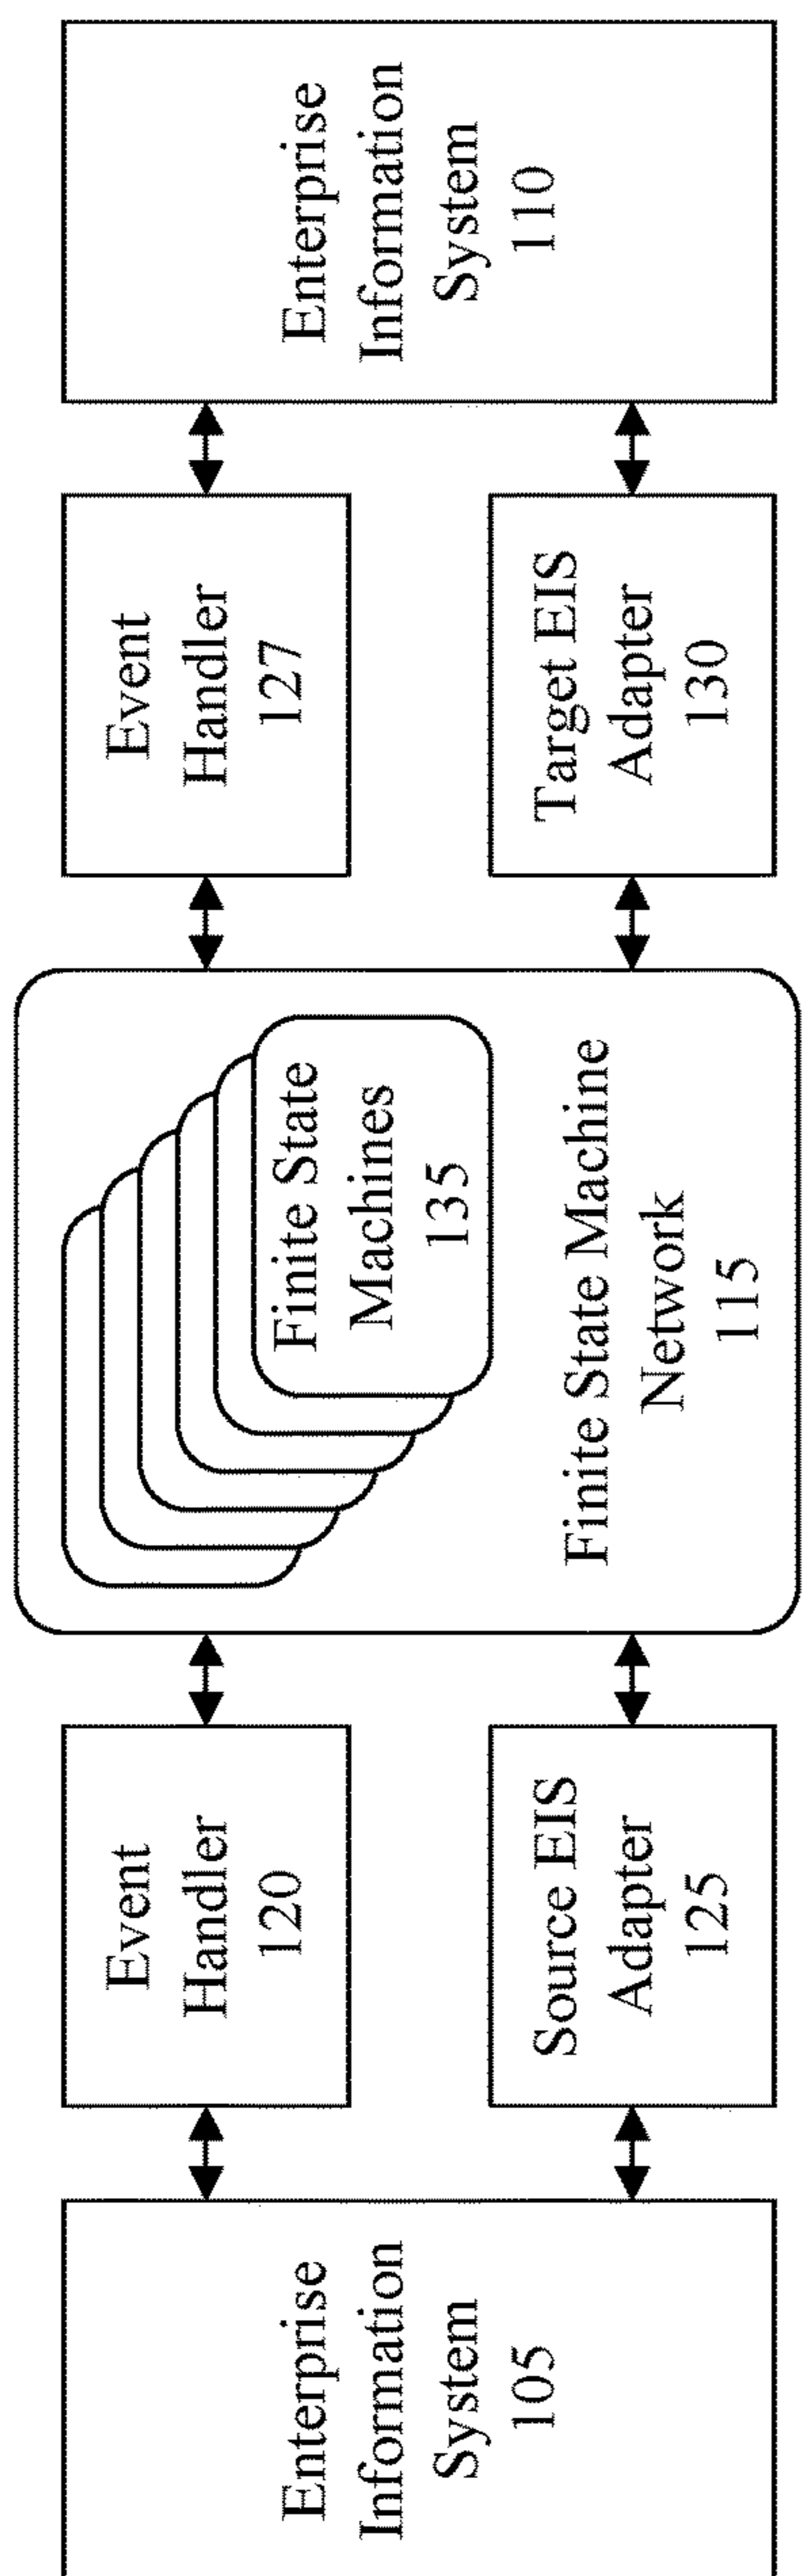 Enterprise
Information
System
105
Event
Handler
120
Source EIS
Adapter
125
Finite State
Machines
135
Finite State Machine
Network
115
Event
Handler
127
Target EIS
Adapter
130
Enterprise
Information
System
110